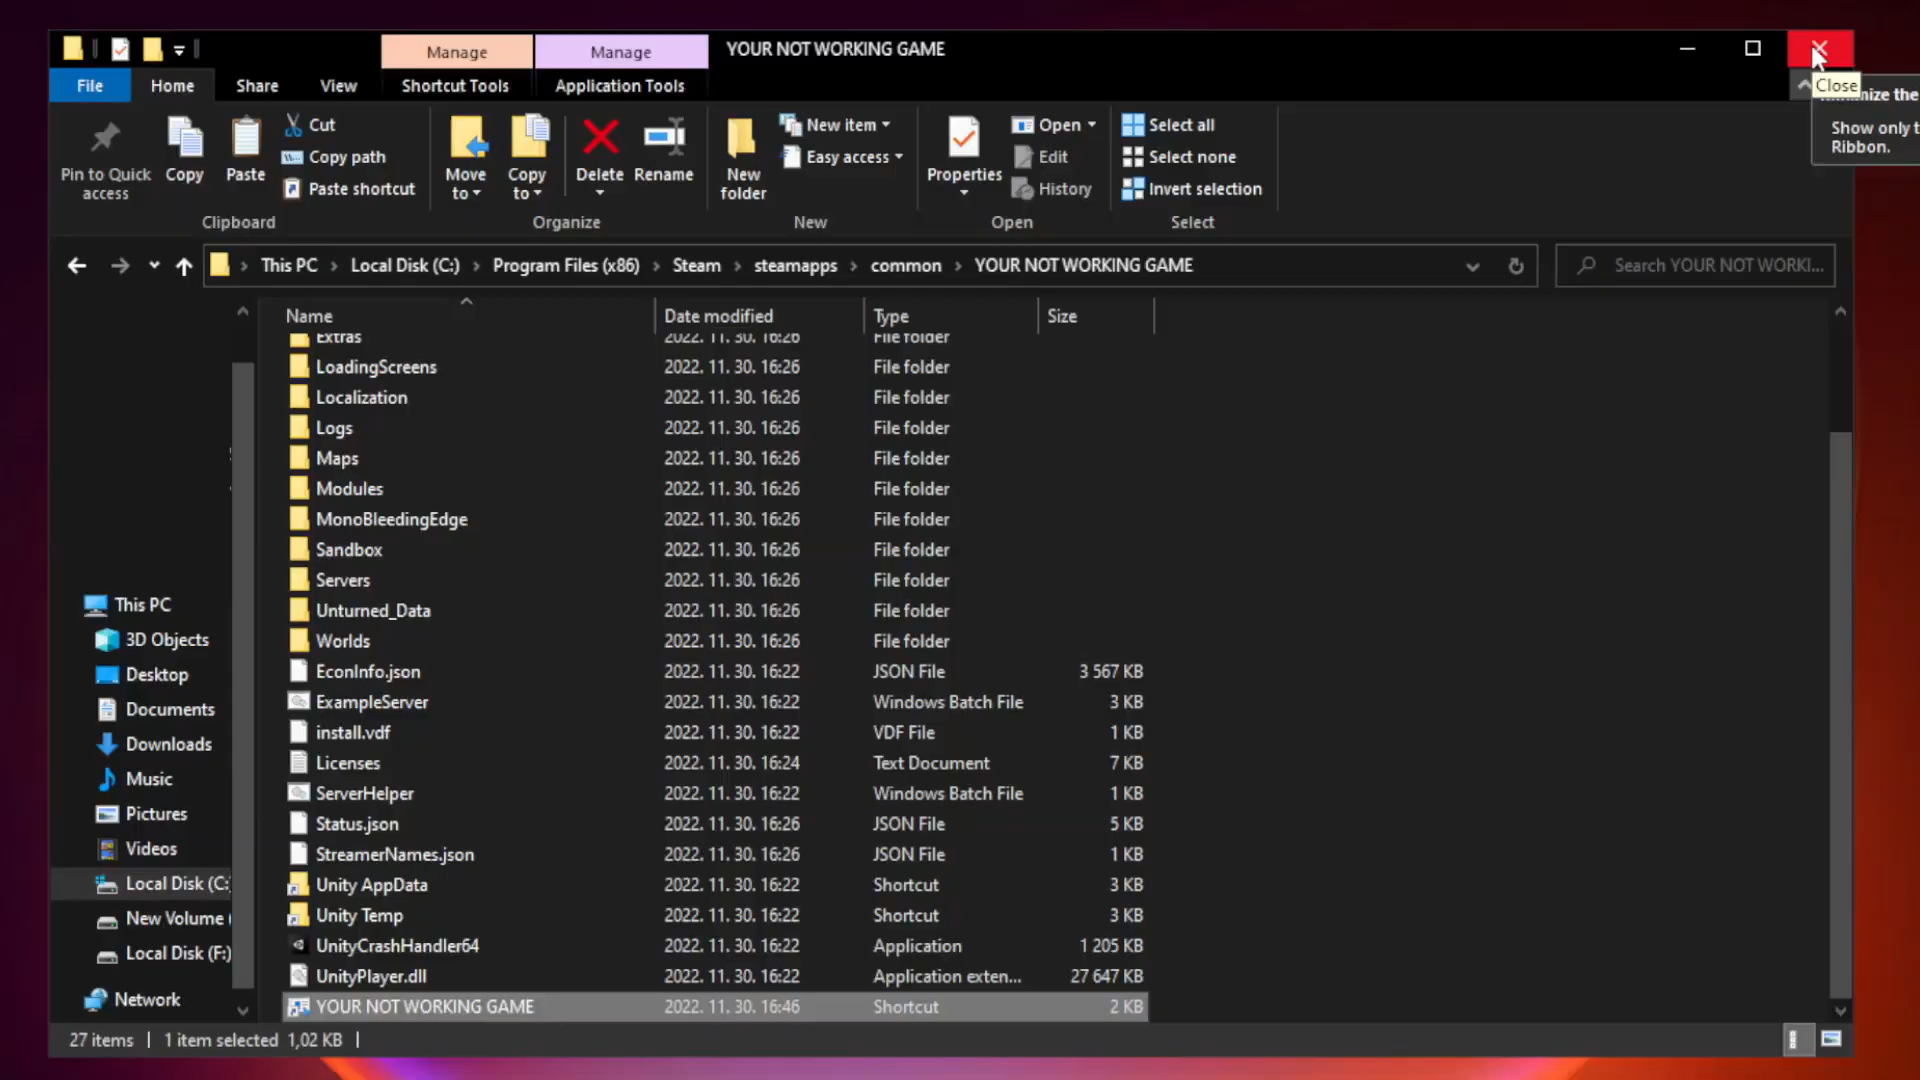 Manage
Manage
YOUR NOT WORKING GAME
File
Home
Share
View
Shortcut Tools
Application Tools
Close
Show only t
Ribbon.
Pin to Quick
access
Copy
Paste
Cut
Copy path
Paste shortcut
Clipboard
Move
to
Copy
to
Delete
Rename
Organize
New
folder
New item
Easy access
New
Properties
Open
Edit
History
Open
Select all
Select none
Invert selection
Select
This PC
Local Disk (C:)
Program Files (x86)
Steam
steamapps
common
YOUR NOT WORKING GAME
Search YOUR NOT WORKI...
Name Date modified Type Size
Extras 2022. 11. 30. 16:26 File folder
LoadingScreens 2022. 11. 30. 16:26 File folder
Localization 2022. 11. 30. 16:26 File folder
Logs 2022. 11. 30. 16:26 File folder
Maps 2022. 11. 30. 16:26 File folder
Modules 2022. 11. 30. 16:26 File folder
MonoBleedingEdge 2022. 11. 30. 16:26 File folder
Sandbox 2022. 11. 30. 16:26 File folder
Servers 2022. 11. 30. 16:26 File folder
Unturned_Data 2022. 11. 30. 16:26 File folder
Worlds 2022. 11. 30. 16:26 File folder
EconInfo.json 2022. 11. 30. 16:22 JSON File 3 567 KB
ExampleServer 2022. 11. 30. 16:22 Windows Batch File 3 KB
install.vdf 2022. 11. 30. 16:22 VDF File 1 KB
Licenses 2022. 11. 30. 16:24 Text Document 7 KB
ServerHelper 2022. 11. 30. 16:22 Windows Batch File 1 KB
Status.json 2022. 11. 30. 16:26 JSON File 5 KB
StreamerNames.json 2022. 11. 30. 16:26 JSON File 1 KB
Unity AppData 2022. 11. 30. 16:22 Shortcut 3 KB
Unity Temp 2022. 11. 30. 16:22 Shortcut 3 KB
UnityCrashHandler64 2022. 11. 30. 16:22 Application 1 205 KB
UnityPlayer.dll 2022. 11. 30. 16:22 Application exten... 27 647 KB
YOUR NOT WORKING GAME 2022. 11. 30. 16:46 Shortcut 2 KB
This PC
3D Objects
Desktop
Documents
Downloads
Music
Pictures
Videos
Local Disk (C:
New Volume (
Local Disk (F:)
Network
27 items
1 item selected 1,02 KB